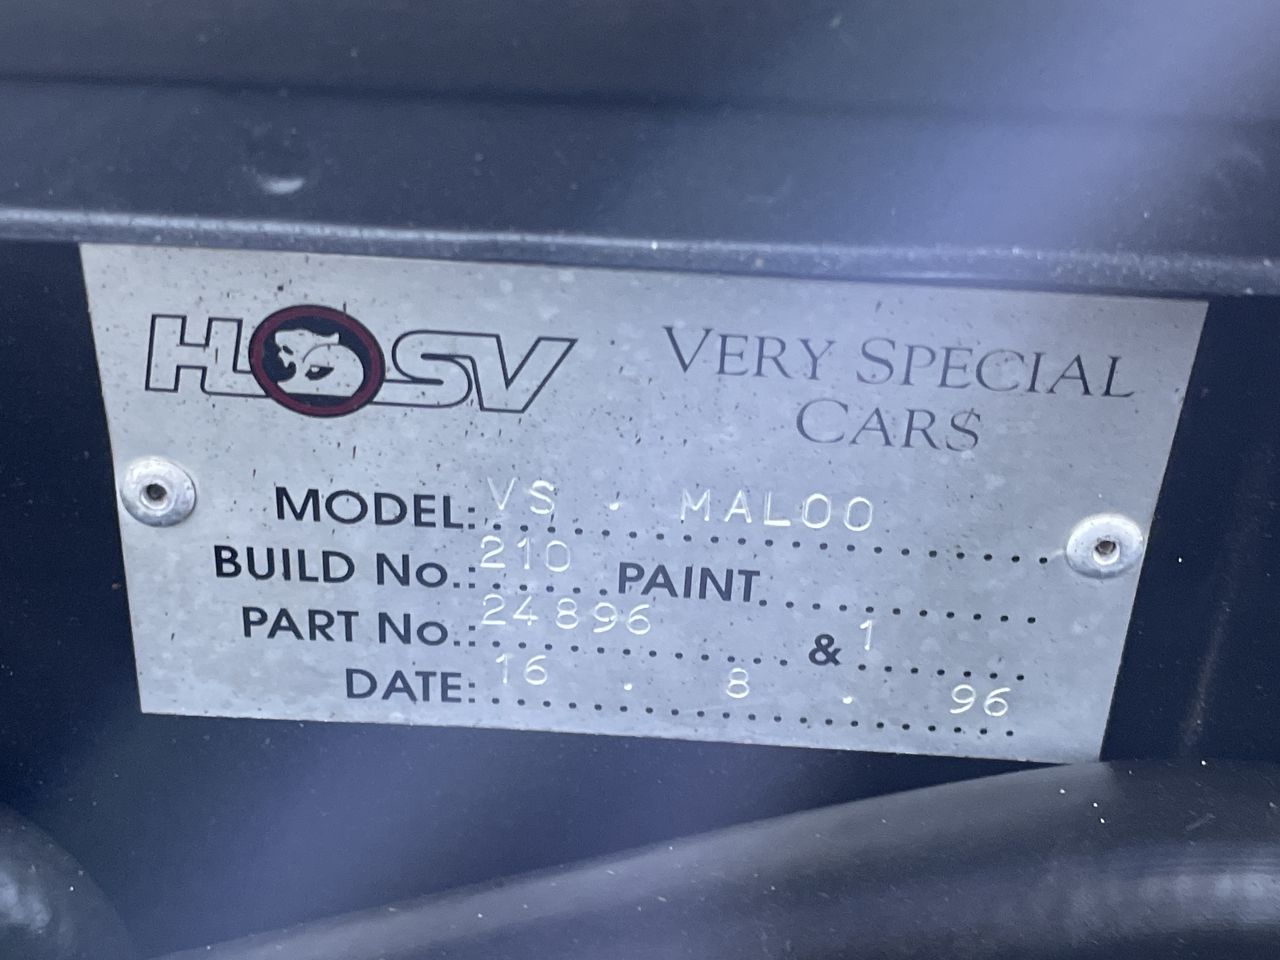 HSV VERY SPECIAL
CARS
MODEL: VS . MALOO
BUILD No.: 210 PAINT
PART No.: 24896 & 1
DATE: 16 . 8 . 96